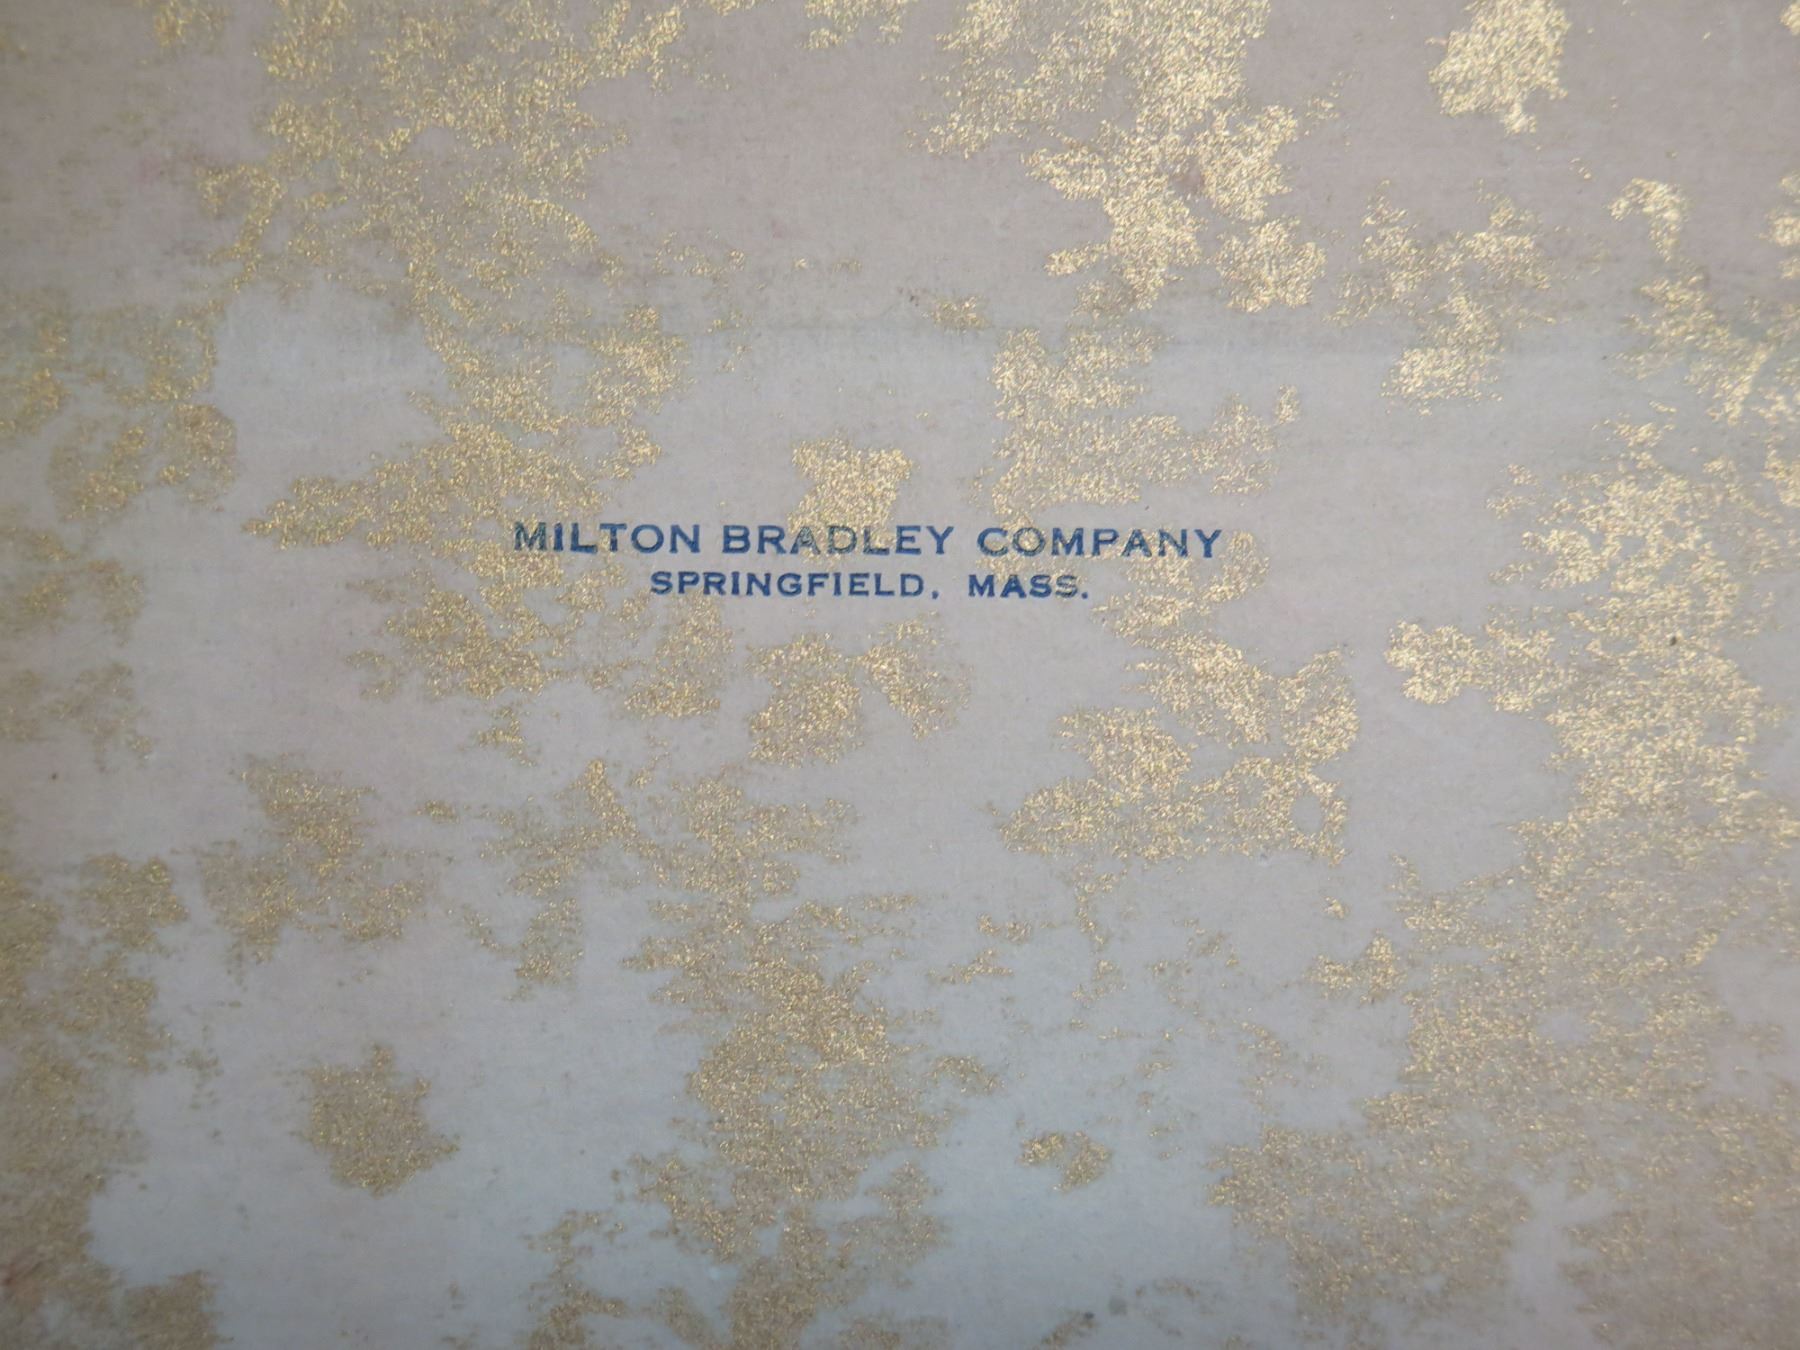 MILTON BRADLEY COMPANY
SPRINGFIELD, MASS.